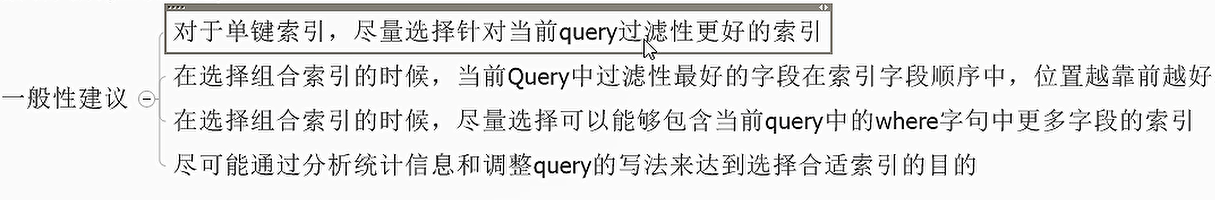 对于单键索引，尽量选择针对当前query过滤性更好的索引
在选择组合索引的时候，当前Query中过滤性最好的字段在索引字段顺序中，位置越靠前越好
一般性建议
在选择组合索引的时候，尽量选择可以能够包含当前query中的where字句中更多字段的索引
尽可能通过分析统计信息和调整query的写法来达到选择合适索引的目的